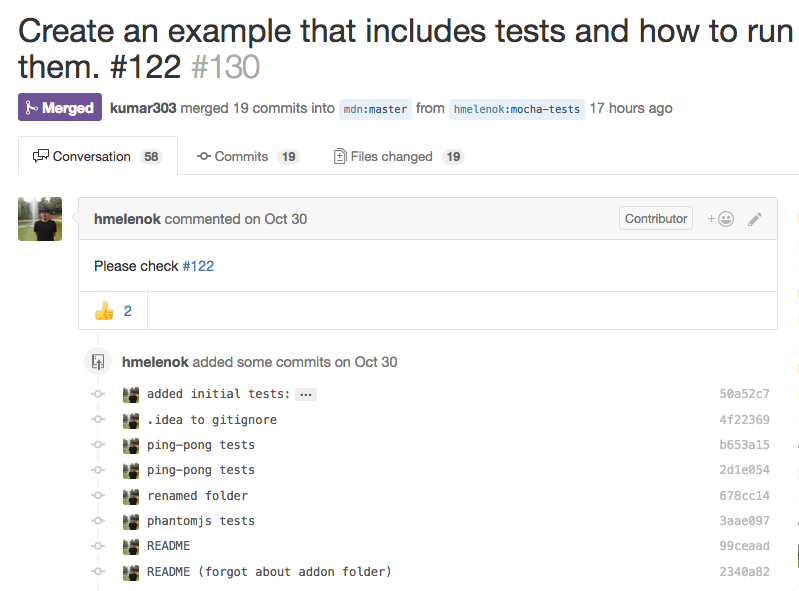 Create an example that includes tests and how to run
them. #122 #130
Merged kumar303 merged 19 commits into mdn:master from hmelenok:mocha-tests 17 hours ago
Conversation 58 Commits 19 Files changed 19
hmelenok commented on Oct 30 Contributor +
Please check #122
2
hmelenok added some commits on Oct 30
added initial tests: … 50a52c7
.idea to gitignore 4f22369
ping-pong tests b653a15
ping-pong tests 2d1e054
renamed folder 678cc14
phantomjs tests 3aae097
README 99ceaad
README (forgot about addon folder) 2340a82